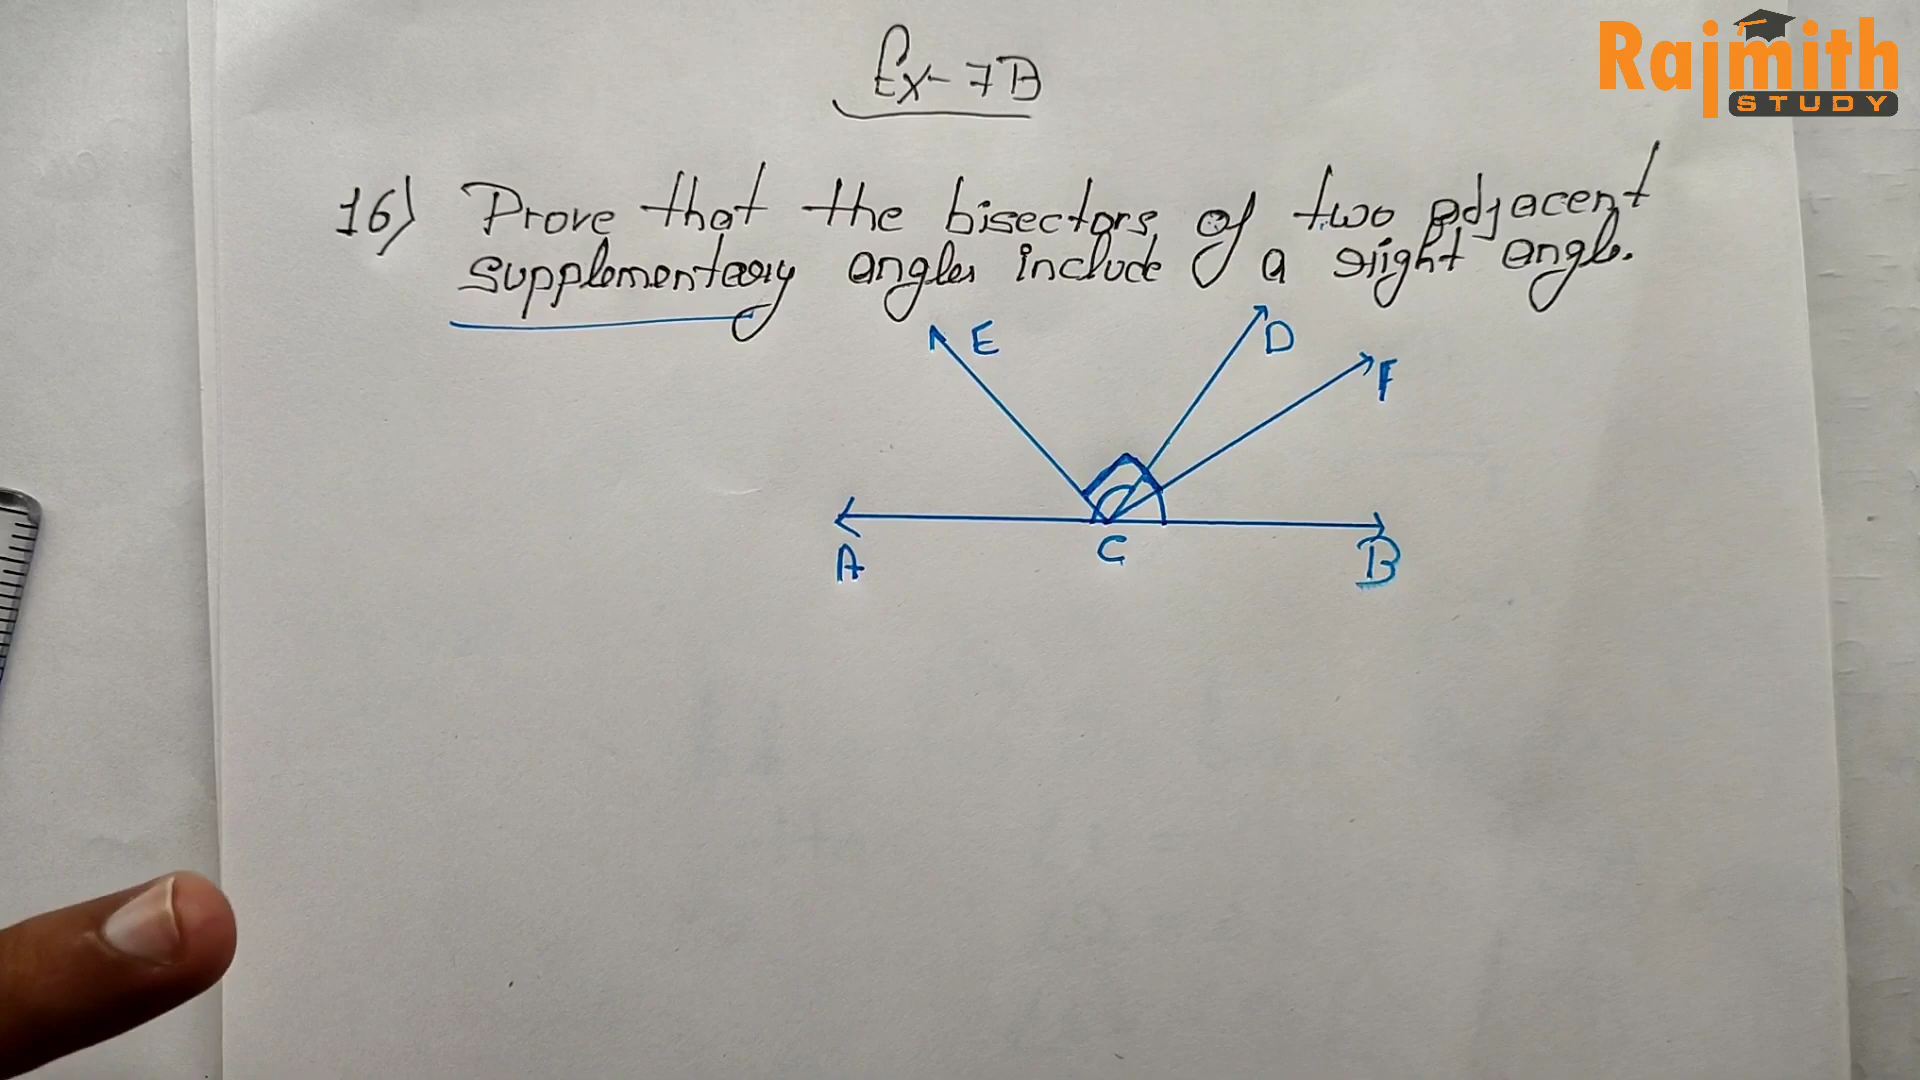 Rajmith
STUDY
Ex-7B
16) Prove that the bisectors of two adjacent
supplementary angles include a right angle.
E
D
F
A
C
B